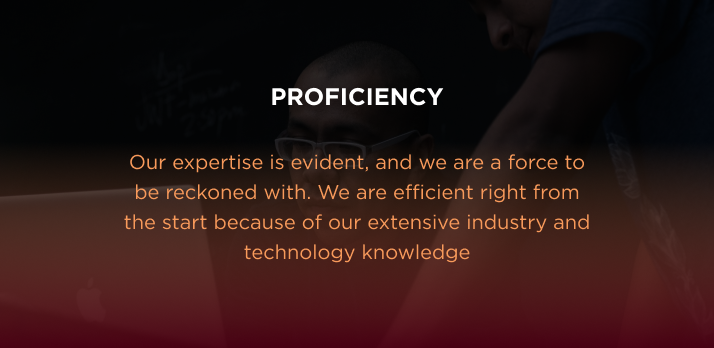 PROFICIENCY
Our expertise is evident, and we are a force to
be reckoned with. We are efficient right from
the start because of our extensive industry and
technology knowledge